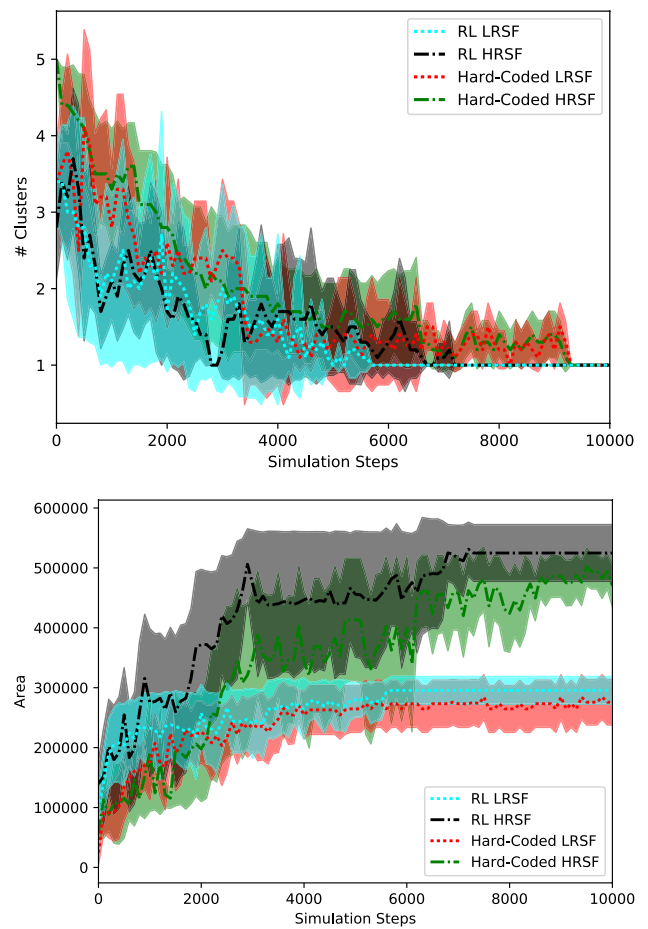 5
4
3
2
1
# Clusters
RL LRSF
RL HRSF
Hard-Coded LRSF
Hard-Coded HRSF
0 2000 4000 6000 8000 10000
Simulation Steps
600000
500000
400000
300000
200000
100000
0
Area
RL LRSF
RL HRSF
Hard-Coded LRSF
Hard-Coded HRSF
0 2000 4000 6000 8000 10000
Simulation Steps